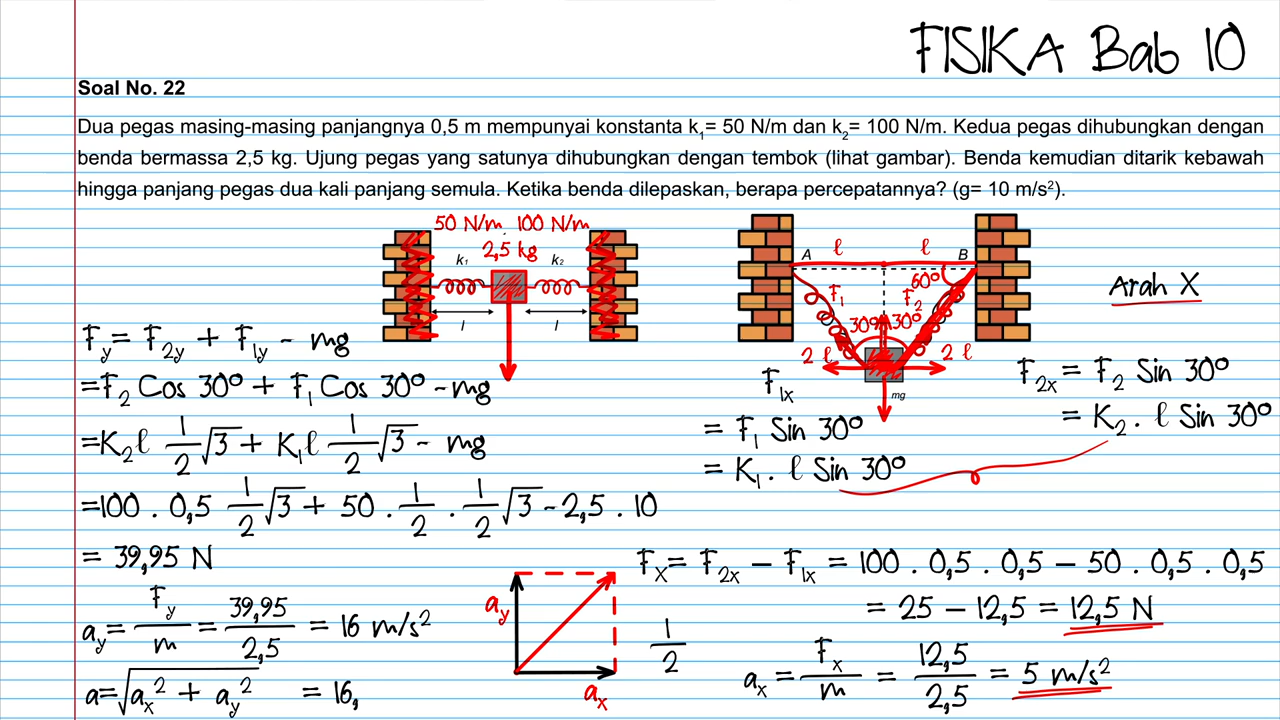 FISIKA Bab 10
Soal No. 22
Dua pegas masing-masing panjangnya 0,5 m mempunyai konstanta k₁= 50 N/m dan k₂= 100 N/m. Kedua pegas dihubungkan dengan
benda bermassa 2,5 kg. Ujung pegas yang satunya dihubungkan dengan tembok (lihat gambar). Benda kemudian ditarik kebawah
hingga panjang pegas dua kali panjang semula. Ketika benda dilepaskan, berapa percepatannya? (g= 10 m/s²).
50 N/m 100 N/m
2,5 kg
k₁ k₂
l l
A l l B
60°
F₁ F₂
30° 30°
2l 2l
mg
Arah X
Fy = F2y + F1y - mg
=F₂ Cos 30° + F₁ Cos 30° - mg
=K₂l 1/2 √3 + K₁l 1/2 √3 - mg
=100 . 0,5 1/2 √3 + 50 . 1/2 . 1/2 √3 - 2,5 . 10
= 39,95 N
ay = Fy/m = 39,95/2,5 = 16 m/s²
a=√(ax² + ay²) = 16,
F1x
= F₁ Sin 30°
= K₁ . l Sin 30°
F2x = F₂ Sin 30°
= K₂ . l Sin 30°
Fx = F2x - F1x = 100 . 0,5 . 0,5 - 50 . 0,5 . 0,5
= 25 - 12,5 = 12,5 N
ay
ax
1/2
ax = Fx/m = 12,5/2,5 = 5 m/s²